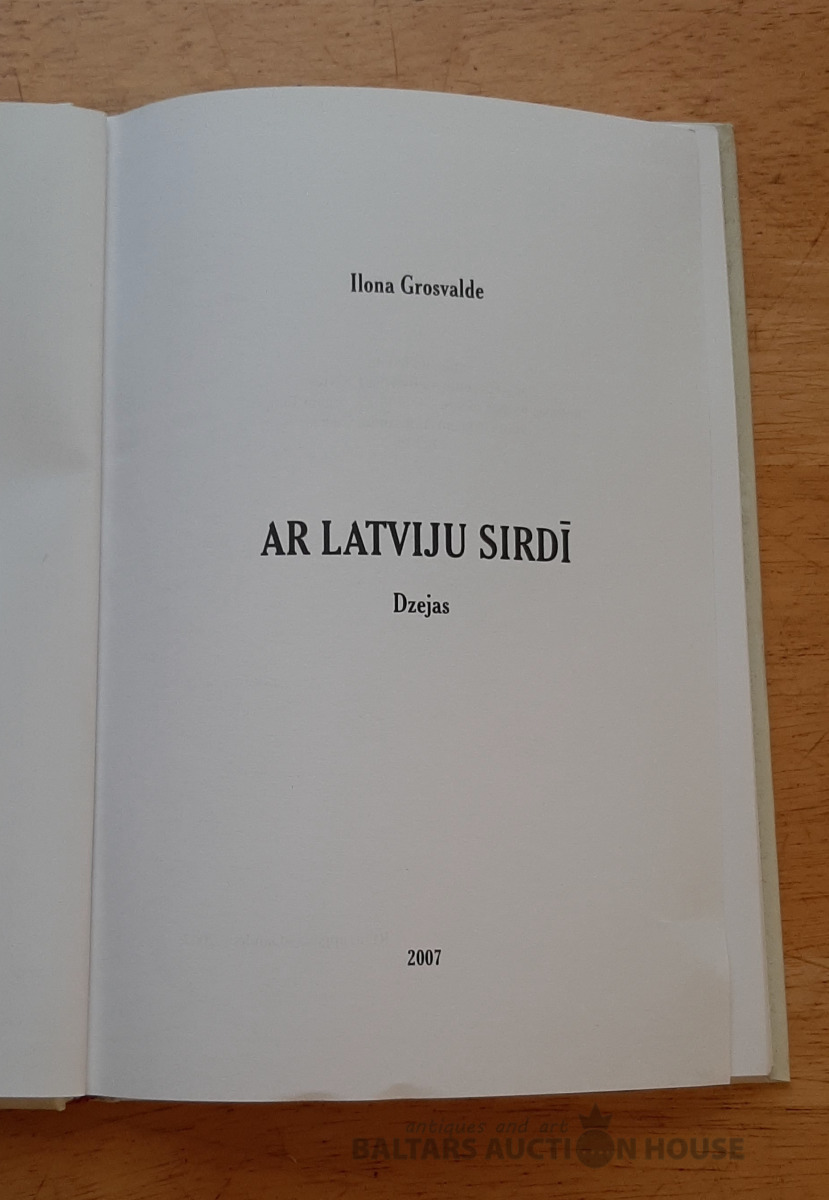 Ilona Grosvalde
AR LATVIJU SIRDĪ
Dzejas
2007
antiques and art
BALTARS AUCTION HOUSE